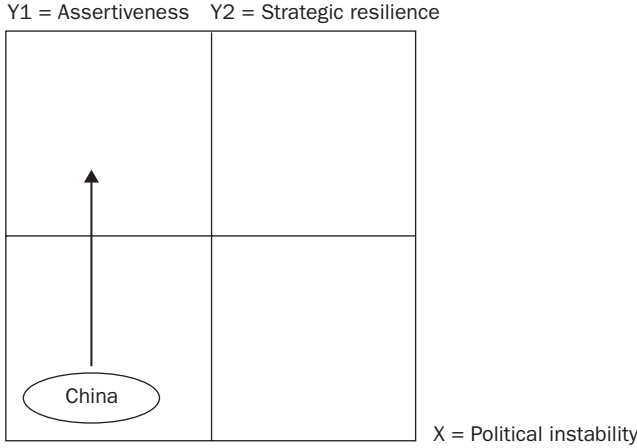 Y1 = Assertiveness Y2 = Strategic resilience
China
X = Political instability